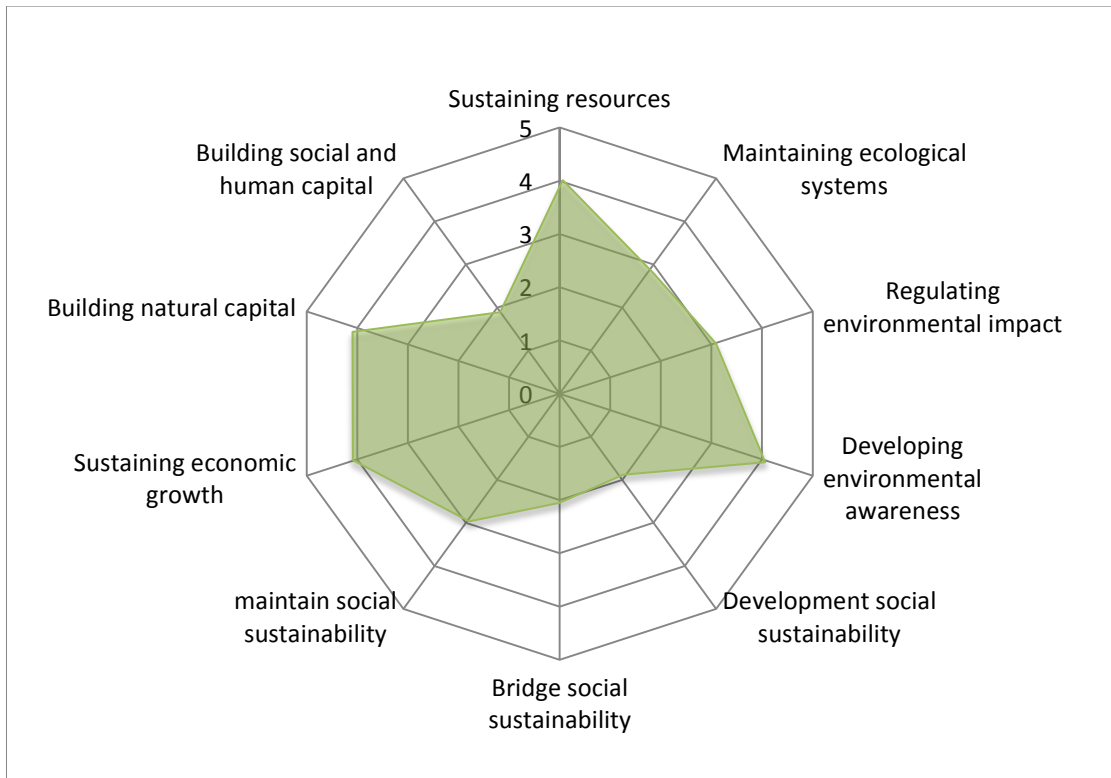 Sustaining resources
Maintaining ecological
systems
Regulating
environmental impact
Developing
environmental
awareness
Development social
sustainability
Bridge social
sustainability
maintain social
sustainability
Sustaining economic
growth
Building natural capital
Building social and
human capital
5
4
3
2
1
0